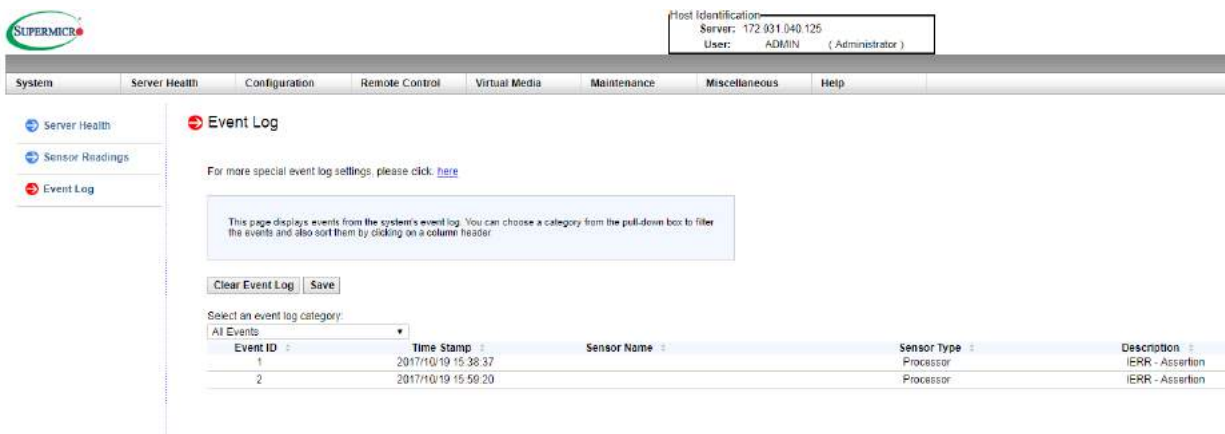 SUPERMICRO
Host Identification
Server: 172.031.040.125
User: ADMIN ( Administrator )
System Server Health Configuration Remote Control Virtual Media Maintenance Miscellaneous Help
Server Health
Sensor Readings
Event Log
Event Log
For more special event log settings, please click. here
This page displays events from the system's event log. You can choose a category from the pull-down box to filter
the events and also sort them by clicking on a column header
Clear Event Log Save
Select an event log category:
All Events
Event ID Time Stamp Sensor Name Sensor Type Description
1 2017/10/19 15:38:37 Processor IERR - Assertion
2 2017/10/19 15:59:20 Processor IERR - Assertion